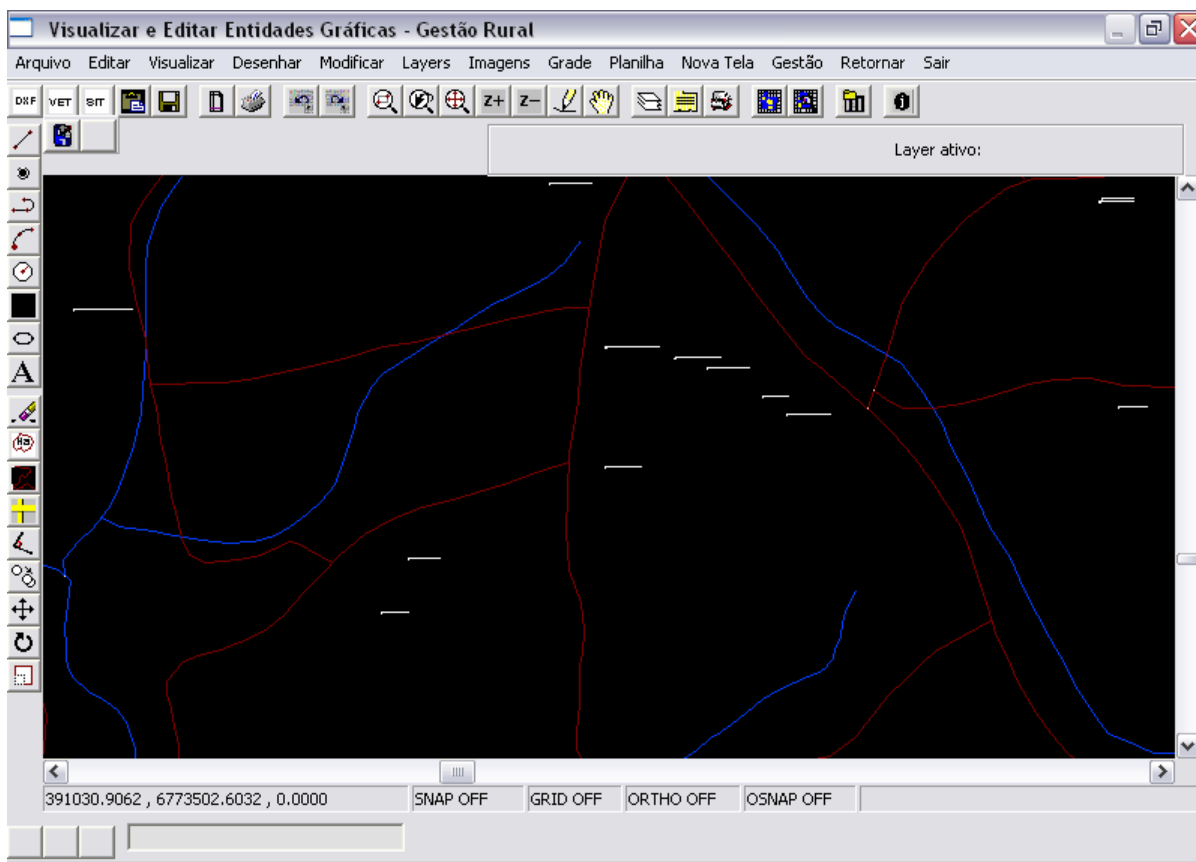 Visualizar e Editar Entidades Gráficas - Gestão Rural
Arquivo Editar Visualizar Desenhar Modificar Layers Imagens Grade Planilha Nova Tela Gestão Retornar Sair
DXF VET SIT Z+ Z−
Layer ativo:
A
Ha
391030.9062 , 6773502.6032 , 0.0000 SNAP OFF GRID OFF ORTHO OFF OSNAP OFF